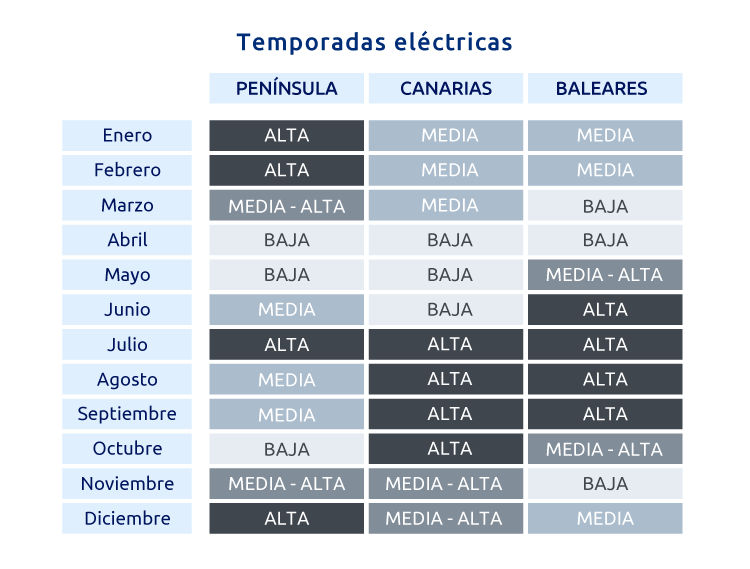 Temporadas eléctricas
PENÍNSULA CANARIAS BALEARES
Enero ALTA MEDIA MEDIA
Febrero ALTA MEDIA MEDIA
Marzo MEDIA - ALTA MEDIA BAJA
Abril BAJA BAJA BAJA
Mayo BAJA BAJA MEDIA - ALTA
Junio MEDIA BAJA ALTA
Julio ALTA ALTA ALTA
Agosto MEDIA ALTA ALTA
Septiembre MEDIA ALTA ALTA
Octubre BAJA ALTA MEDIA - ALTA
Noviembre MEDIA - ALTA MEDIA - ALTA BAJA
Diciembre ALTA MEDIA - ALTA MEDIA